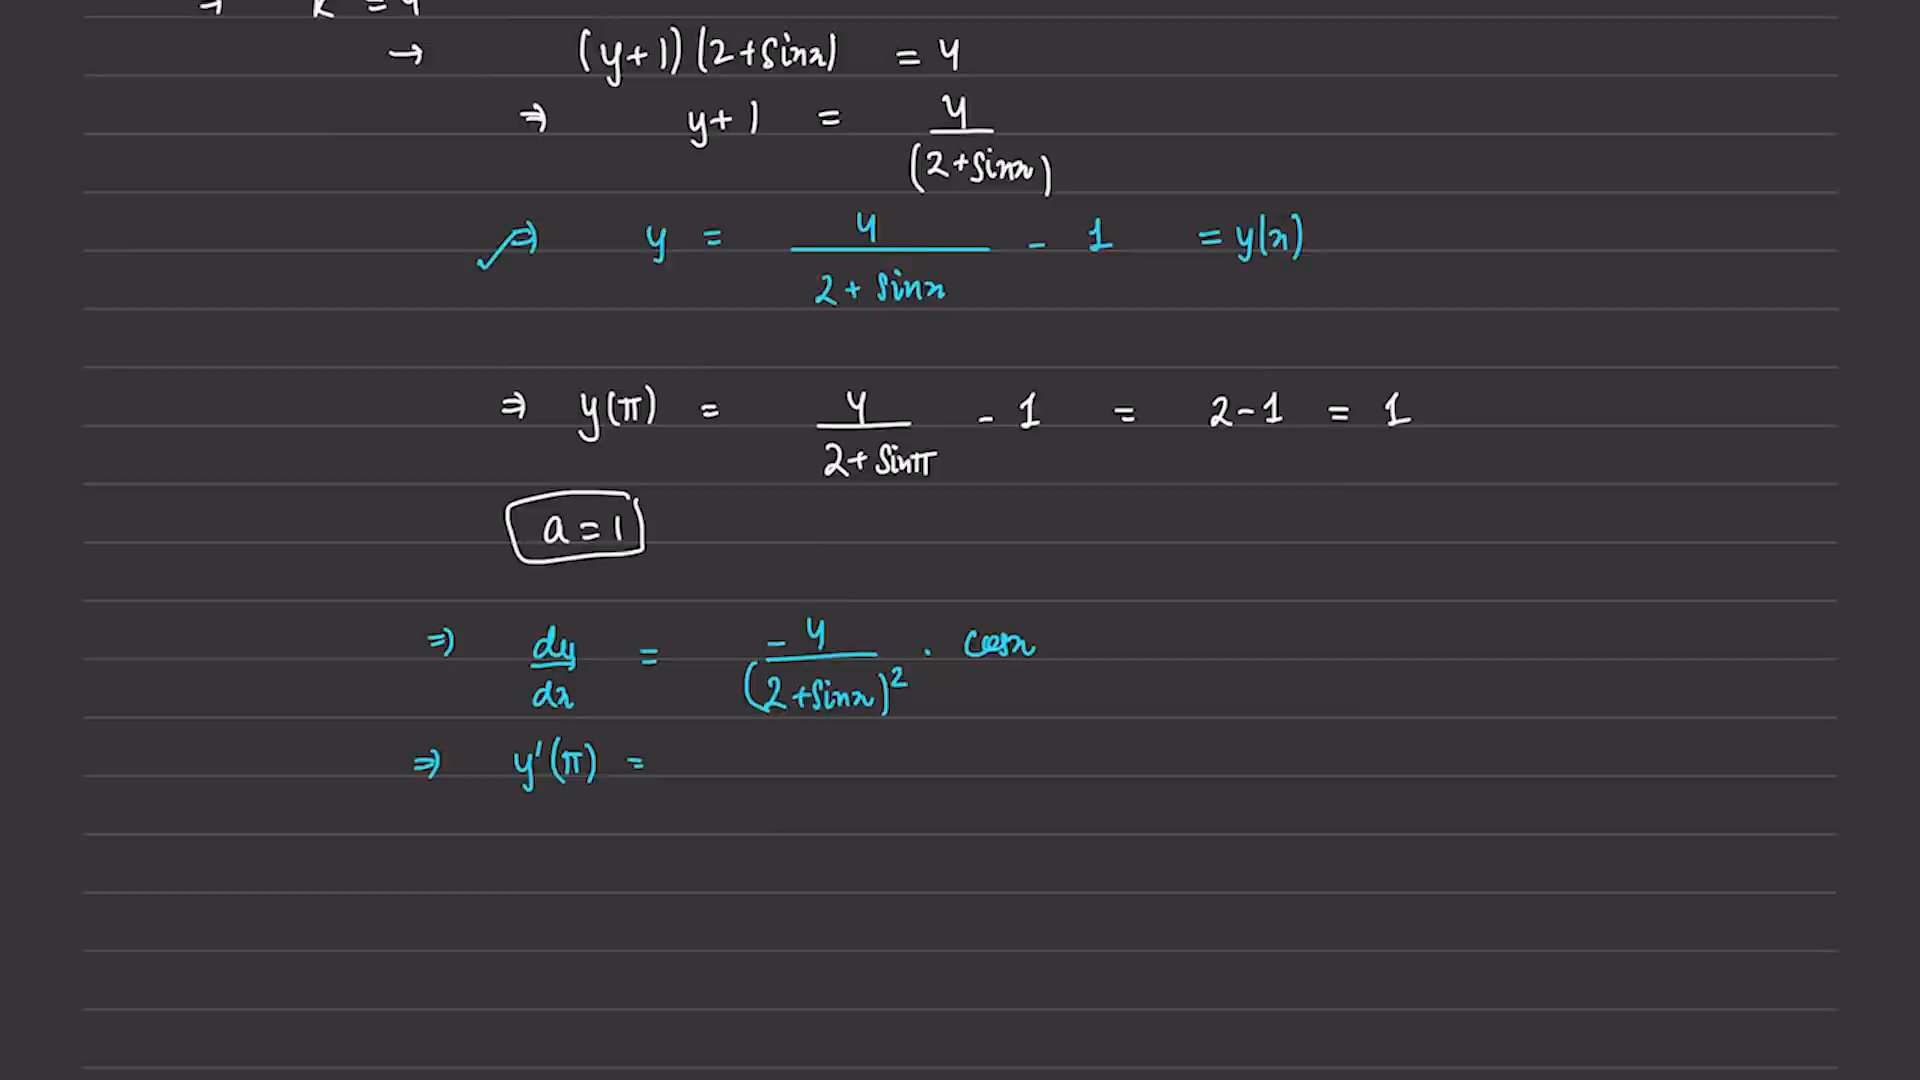 ⇒ K = 4
→ (y+1)(2+sinx) = 4
⇒ y+1 = 4/(2+sinx)
⇒ y = 4/(2+sinx) - 1 = y(x)
⇒ y(π) = 4/(2+sinπ) - 1 = 2-1 = 1
a=1
⇒ dy/dx = -4/(2+sinx)² · cosx
⇒ y'(π) =